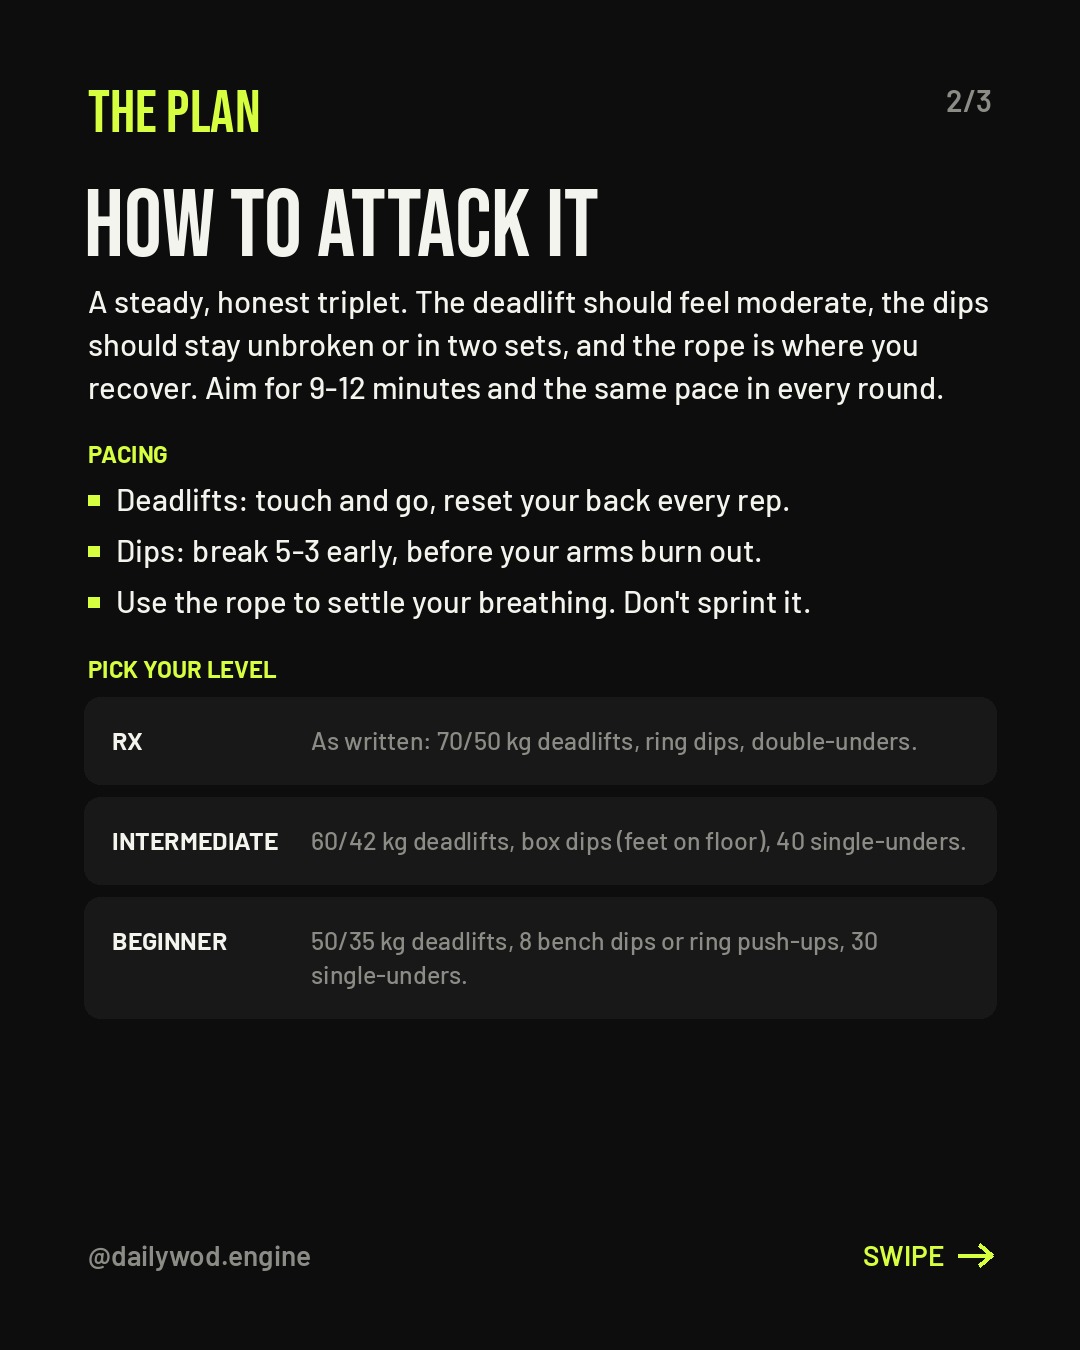 THE PLAN
2/3
HOW TO ATTACK IT
A steady, honest triplet. The deadlift should feel moderate, the dips
should stay unbroken or in two sets, and the rope is where you
recover. Aim for 9-12 minutes and the same pace in every round.
PACING
Deadlifts: touch and go, reset your back every rep.
Dips: break 5-3 early, before your arms burn out.
Use the rope to settle your breathing. Don't sprint it.
PICK YOUR LEVEL
RX As written: 70/50 kg deadlifts, ring dips, double-unders.
INTERMEDIATE 60/42 kg deadlifts, box dips (feet on floor), 40 single-unders.
BEGINNER 50/35 kg deadlifts, 8 bench dips or ring push-ups, 30
single-unders.
@dailywod.engine
SWIPE →